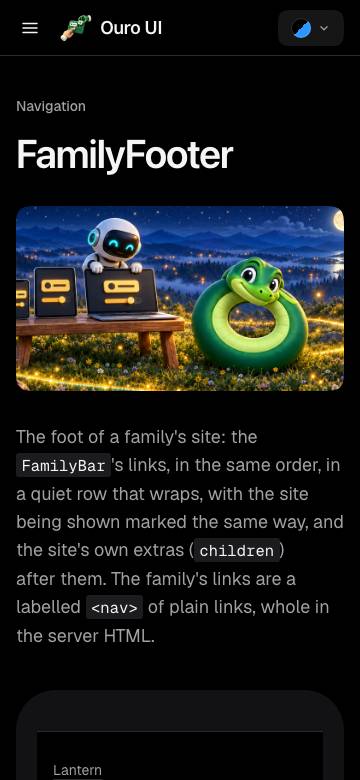 Ouro UI
Navigation
FamilyFooter
The foot of a family's site: the
FamilyBar's links, in the same order, in
a quiet row that wraps, with the site
being shown marked the same way, and
the site's own extras (children)
after them. The family's links are a
labelled <nav> of plain links, whole in
the server HTML.
Lantern